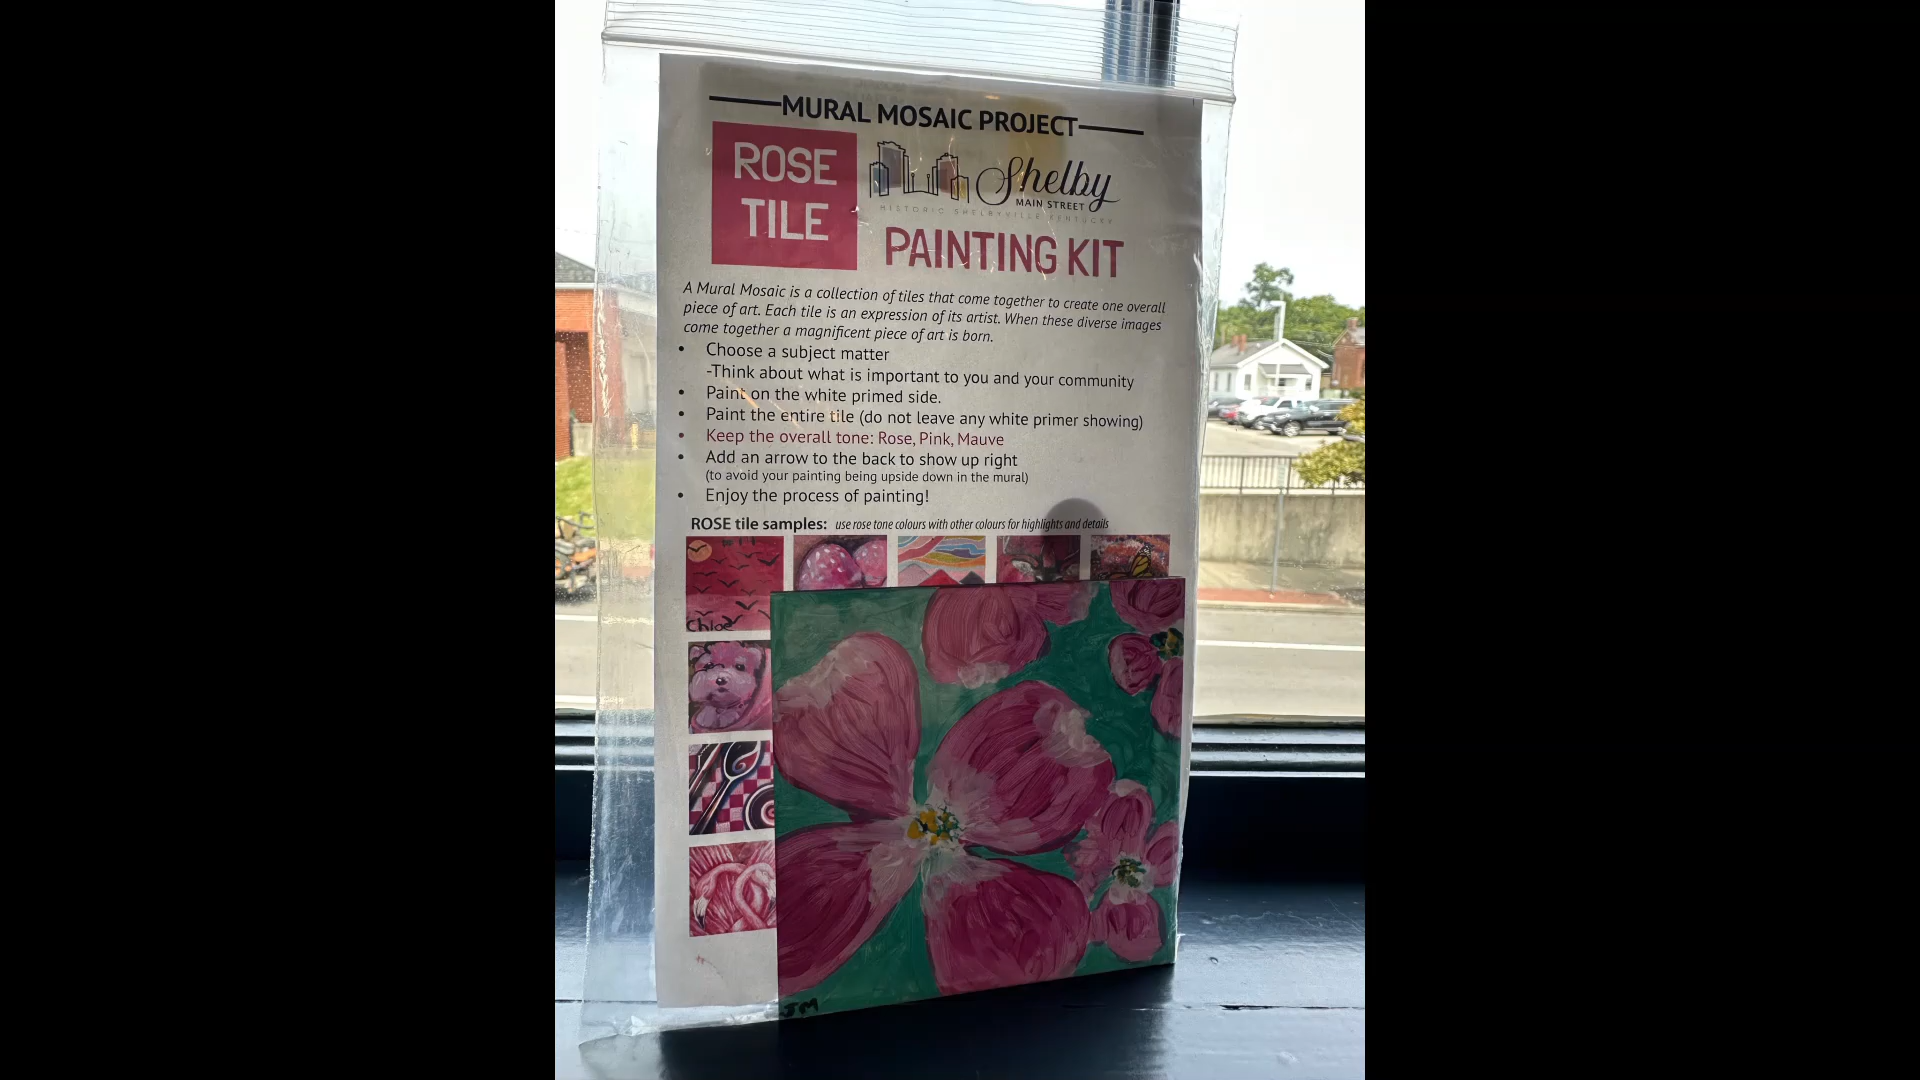 MURAL MOSAIC PROJECT
ROSE
TILE
Shelby
MAIN STREET
HISTORIC SHELBYVILLE KENTUCKY
PAINTING KIT
A Mural Mosaic is a collection of tiles that come together to create one overall
piece of art. Each tile is an expression of its artist. When these diverse images
come together a magnificent piece of art is born.
• Choose a subject matter
-Think about what is important to you and your community
• Paint on the white primed side.
• Paint the entire tile (do not leave any white primer showing)
• Keep the overall tone: Rose, Pink, Mauve
• Add an arrow to the back to show up right
(to avoid your painting being upside down in the mural)
• Enjoy the process of painting!
ROSE tile samples: use rose tone colours with other colours for highlights and details
Chloe
JM